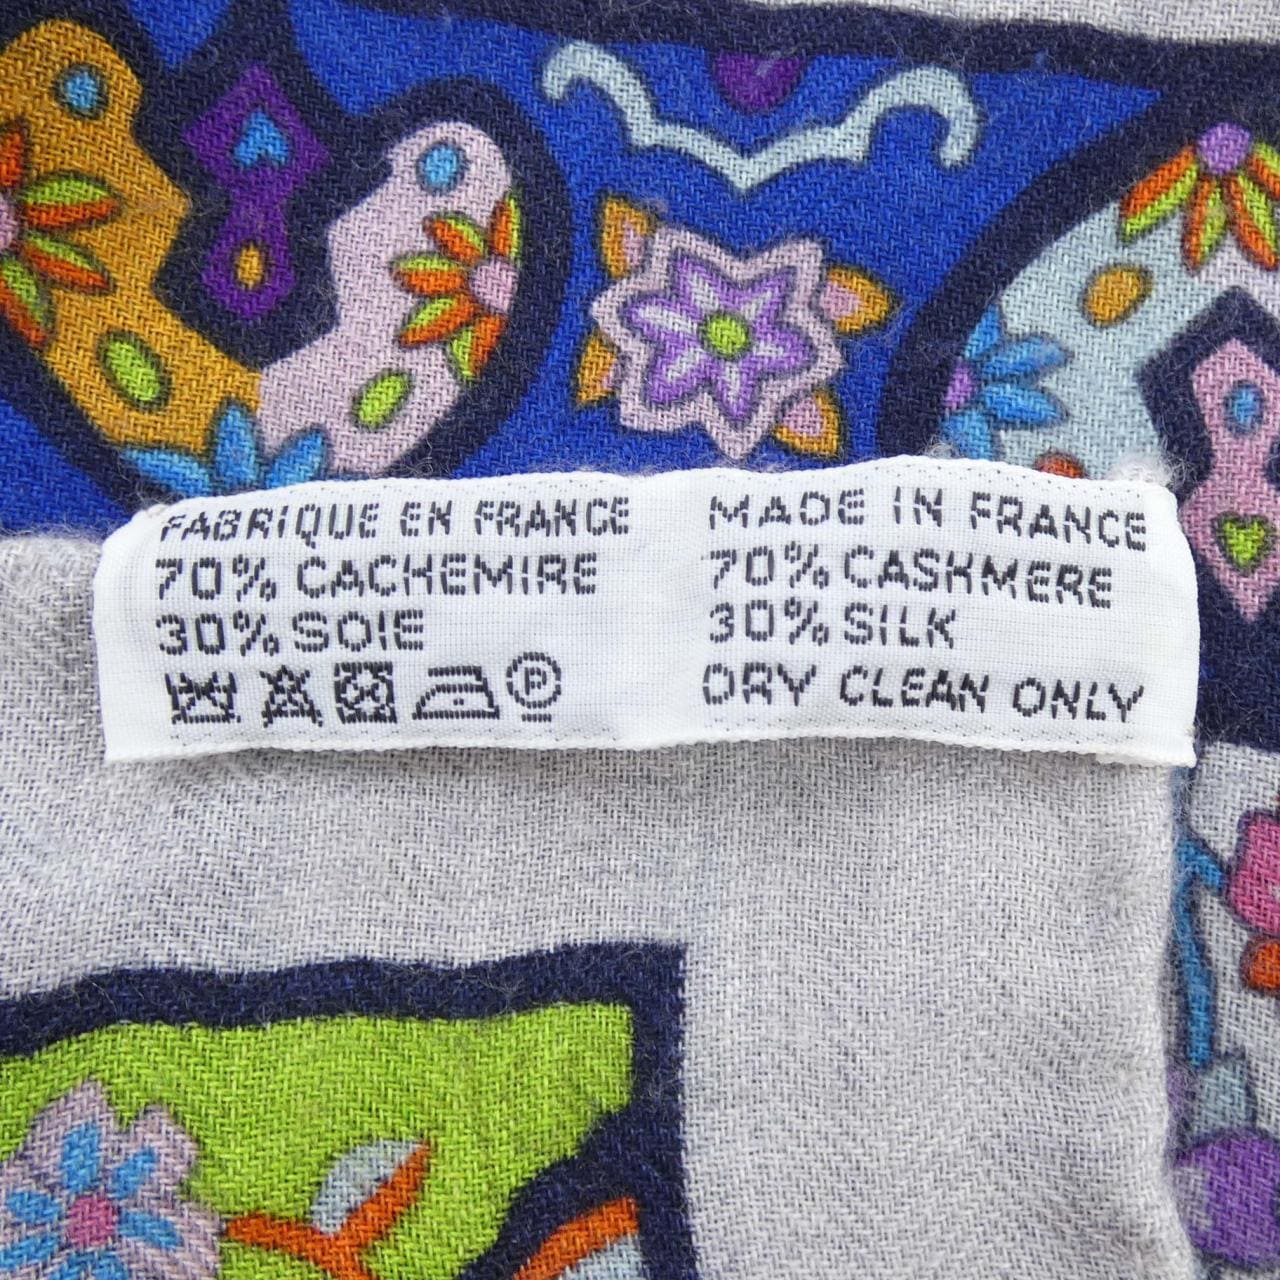 FABRIQUE EN FRANCE
70% CACHEMIRE
30% SOIE
P
MADE IN FRANCE
70% CASHMERE
30% SILK
DRY CLEAN ONLY